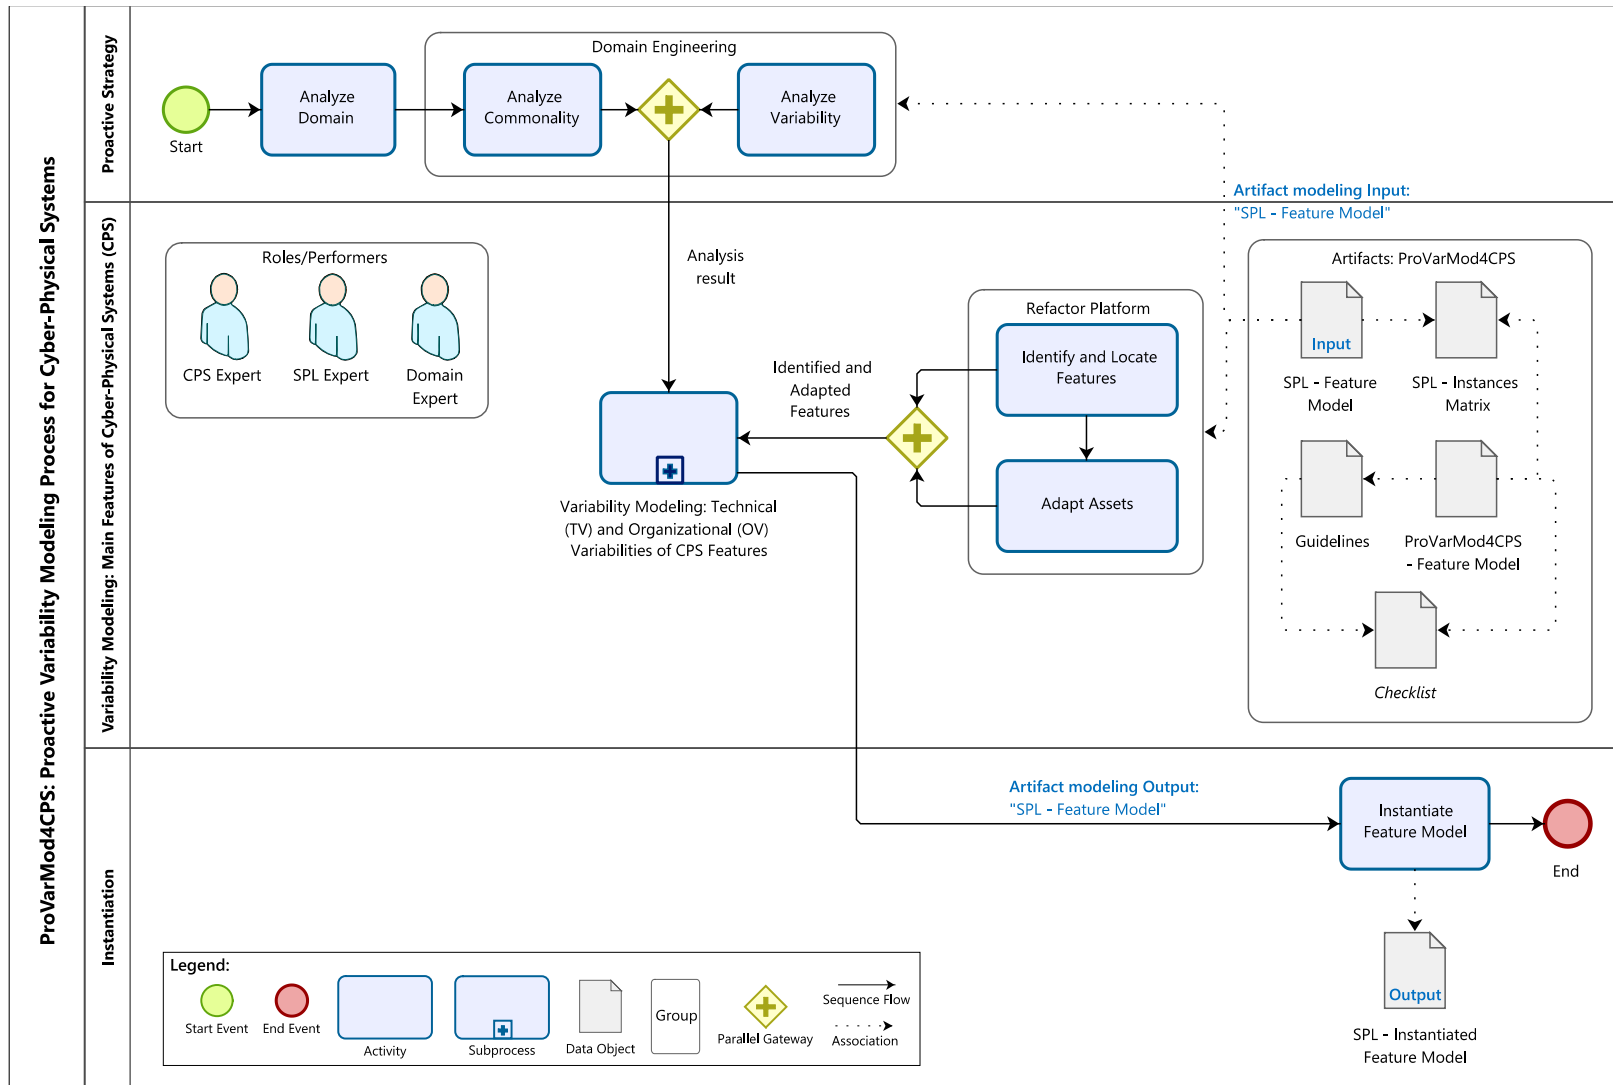 ProVarMod4CPS: Proactive Variability Modeling Process for Cyber-Physical Systems
Proactive Strategy
Domain Engineering
Start
Analyze
Domain
Analyze
Commonality
Analyze
Variability
Artifact modeling Input:
"SPL - Feature Model"
Variability Modeling: Main Features of Cyber-Physical Systems (CPS)
Roles/Performers
CPS Expert
SPL Expert
Domain
Expert
Analysis
result
Identified and
Adapted
Features
Variability Modeling: Technical
(TV) and Organizational (OV)
Variabilities of CPS Features
Refactor Platform
Identify and Locate
Features
Adapt Assets
Artifacts: ProVarMod4CPS
Input
SPL - Feature
Model
SPL - Instances
Matrix
Guidelines
ProVarMod4CPS
- Feature Model
Checklist
Instantiation
Artifact modeling Output:
"SPL - Feature Model"
Instantiate
Feature Model
End
Output
SPL - Instantiated
Feature Model
Legend:
Start Event
End Event
Activity
Subprocess
Data Object
Group
Parallel Gateway
Sequence Flow
Association